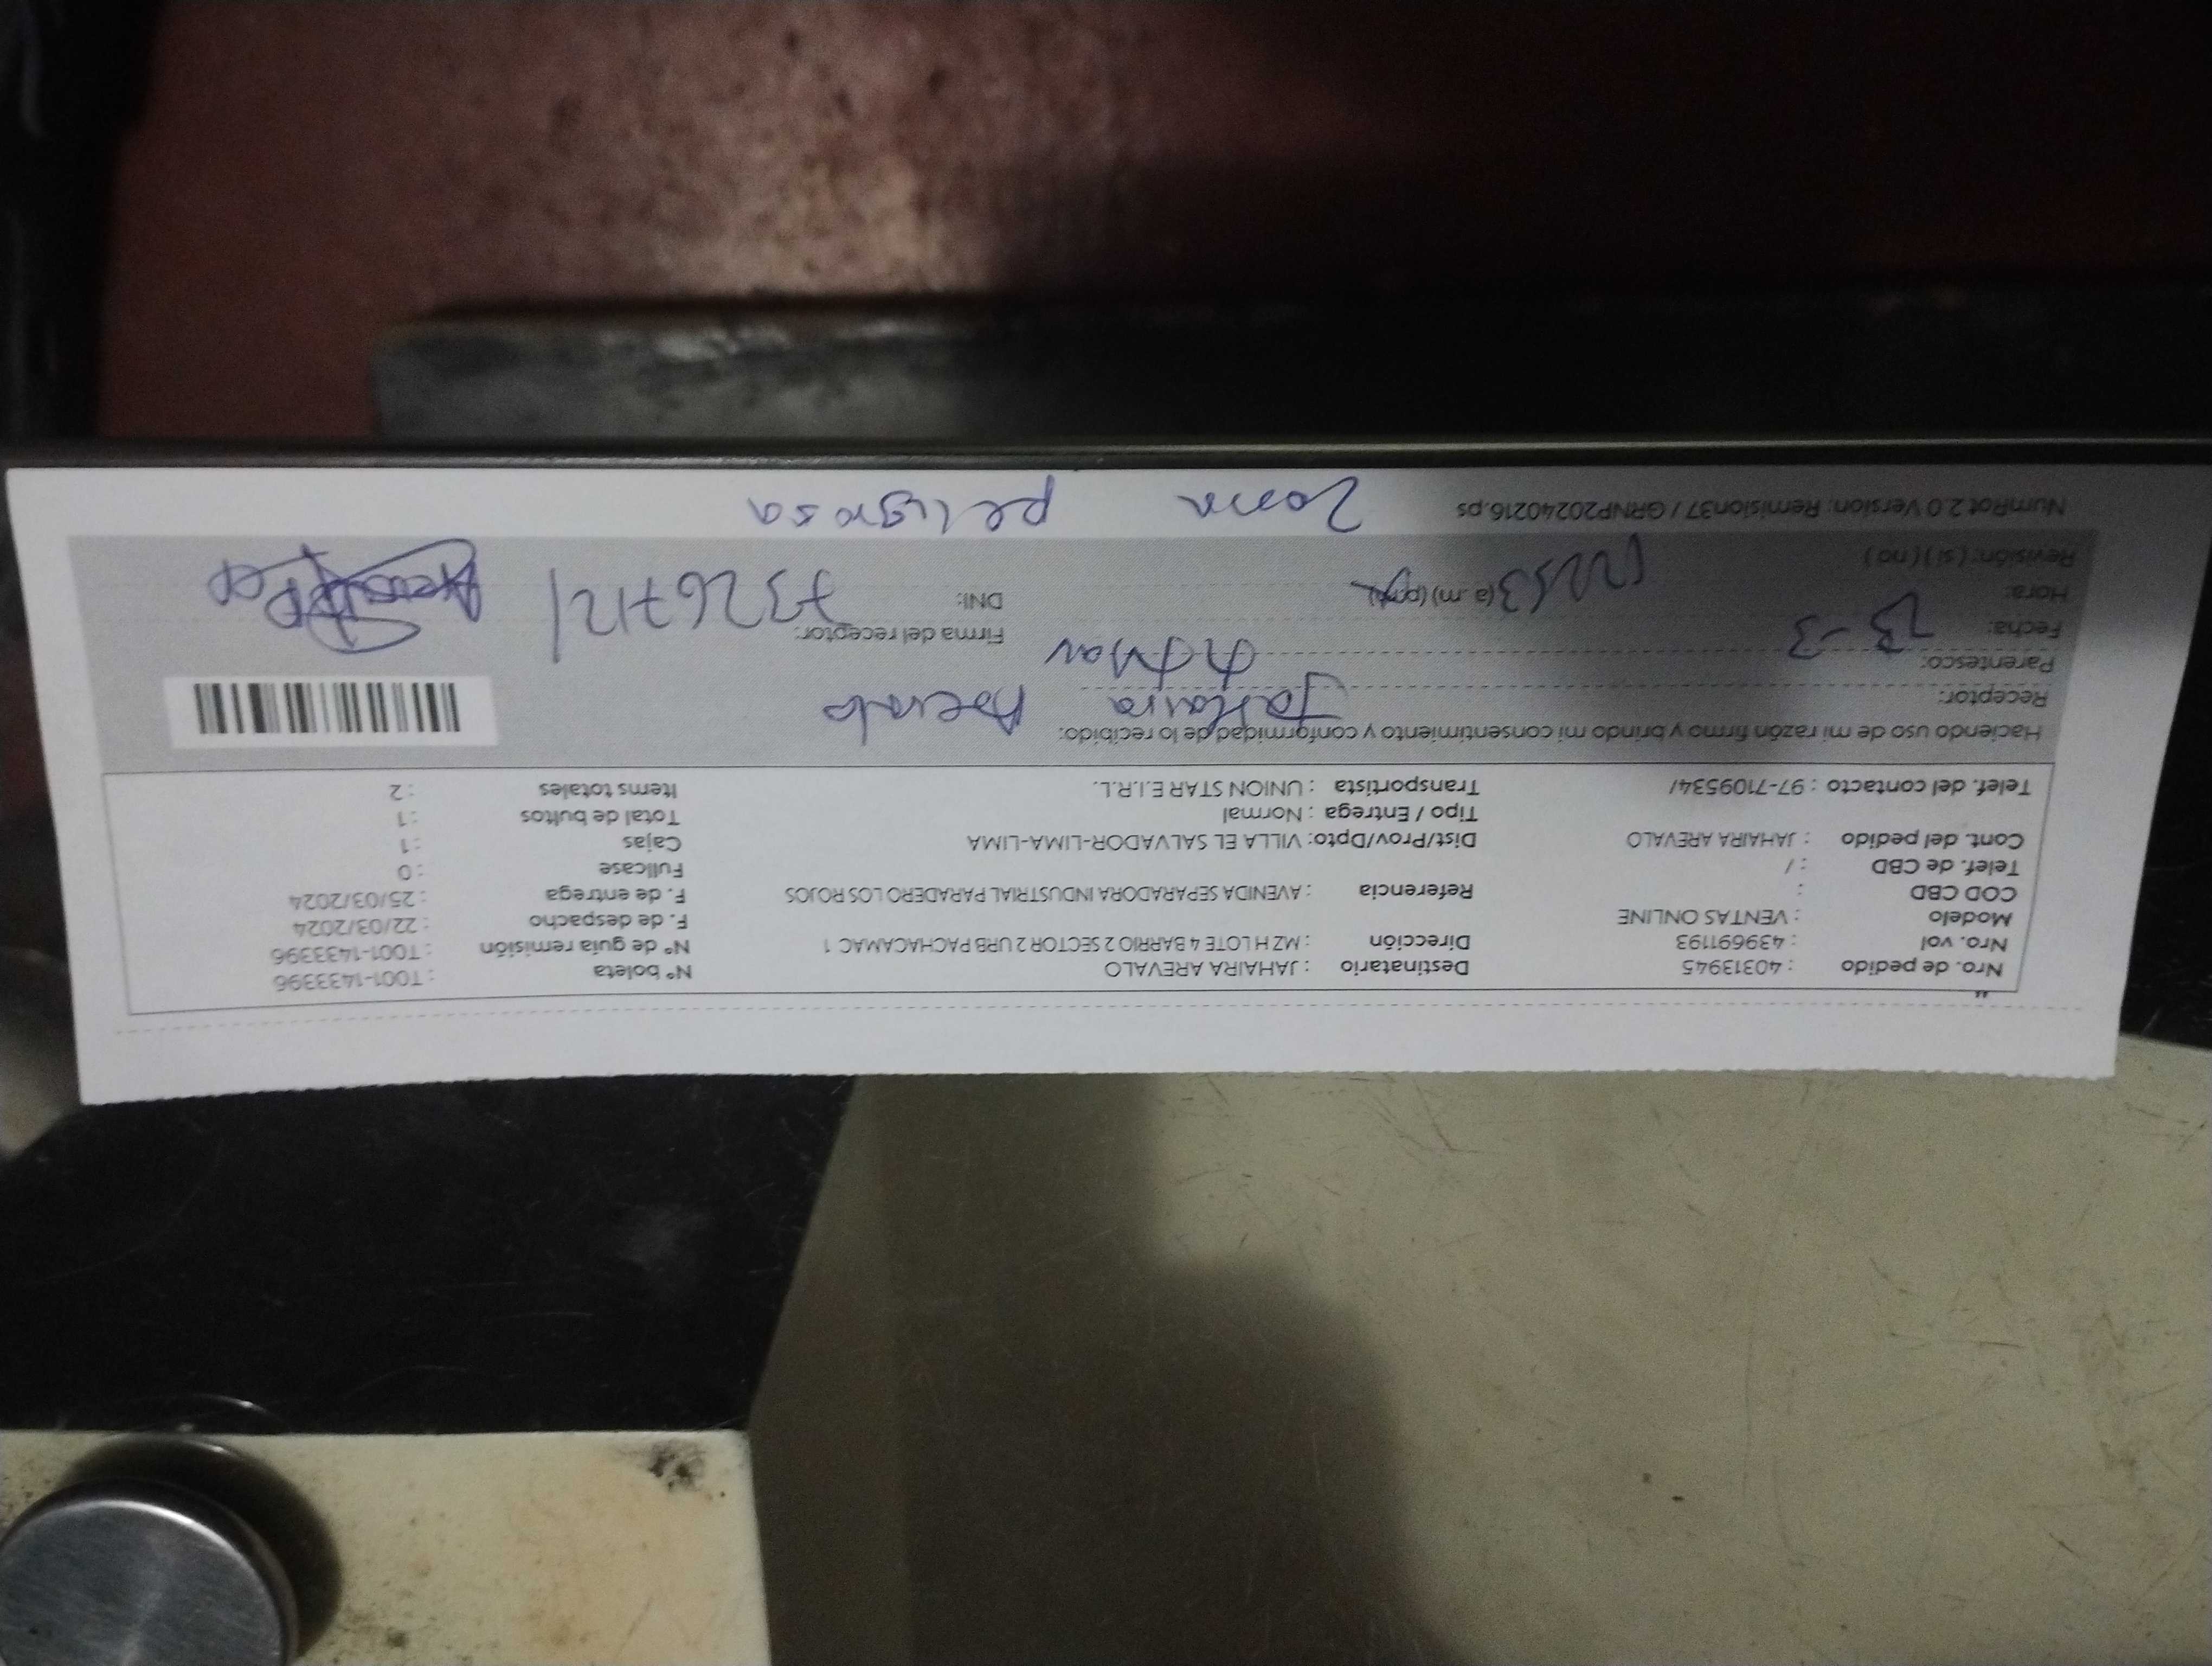 Nro. de pedido : 40313945 Destinatario : JAHAIRA AREVALO N° boleta : T001-1433396
Nro. vol : 439691193 Dirección : MZ H LOTE 4 BARRIO 2 SECTOR 2 URB PACHACAMAC 1 N° de guía remisión : T001-1433396
Modelo : VENTAS ONLINE F. de despacho : 22/03/2024
COD CBD : Referencia : AVENIDA SEPARADORA INDUSTRIAL PARADERO LOS ROJOS F. de entrega : 25/03/2024
Telef. de CBD : / Fullcase : 0
Cont. del pedido : JAHAIRA AREVALO Dist/Prov/Dpto: VILLA EL SALVADOR-LIMA-LIMA Cajas : 1
Tipo / Entrega : Normal Total de bultos : 1
Telef. del contacto : 97-7109534/ Transportista : UNION STAR E.I.R.L. Items totales : 2
Haciendo uso de mi razón firmo y brindo mi consentimiento y conformidad de lo recibido:
Receptor: Jahaira
Parentesco:
Fecha: 23-3 Firma del receptor:
Hora: (a.m) (p.m) DNI: 73267121
Revisión: ( si ) ( no )
NumRot 2.0 Version: Remision37 / GRNP20240216.ps Zona peligrosa